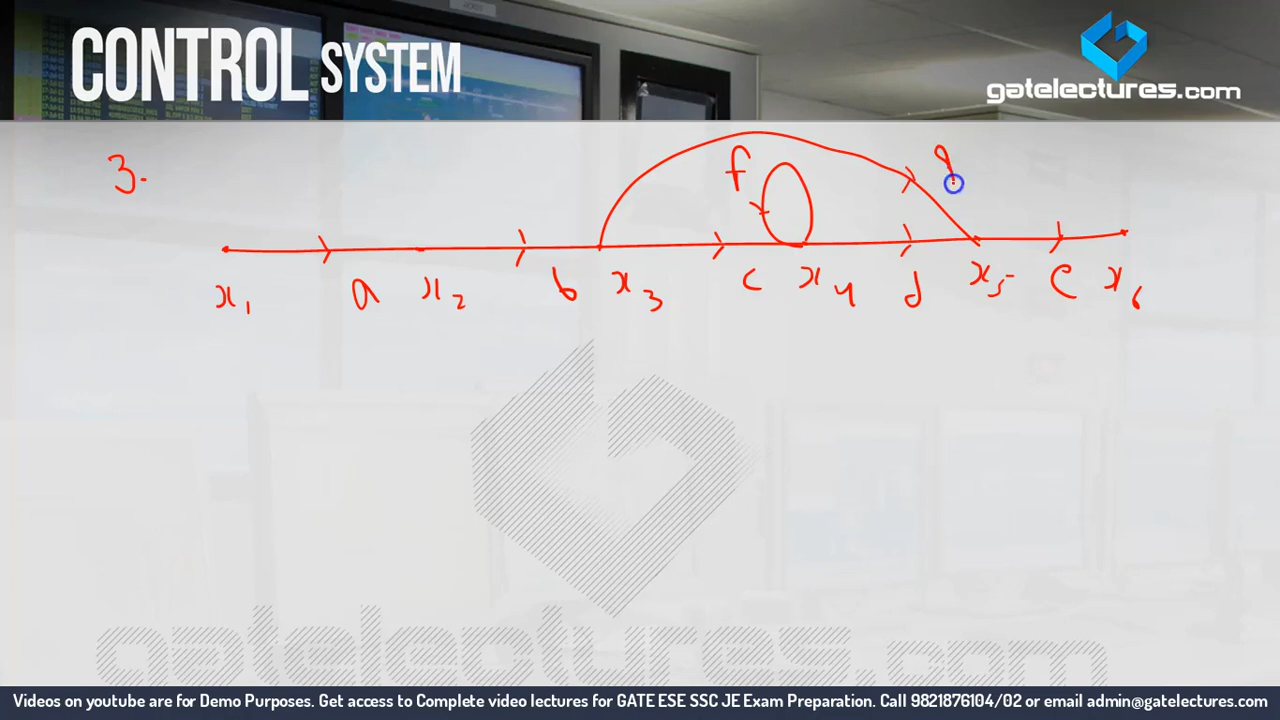 CONTROL SYSTEM
gatelectures.com
3.
f g
x1 a x2 b x3 c x4 d x5 e x6
gatelectures.com
Videos on youtube are for Demo Purposes. Get access to Complete video lectures for GATE ESE SSC JE Exam Preparation. Call 9821876104/02 or email admin@gatelectures.com